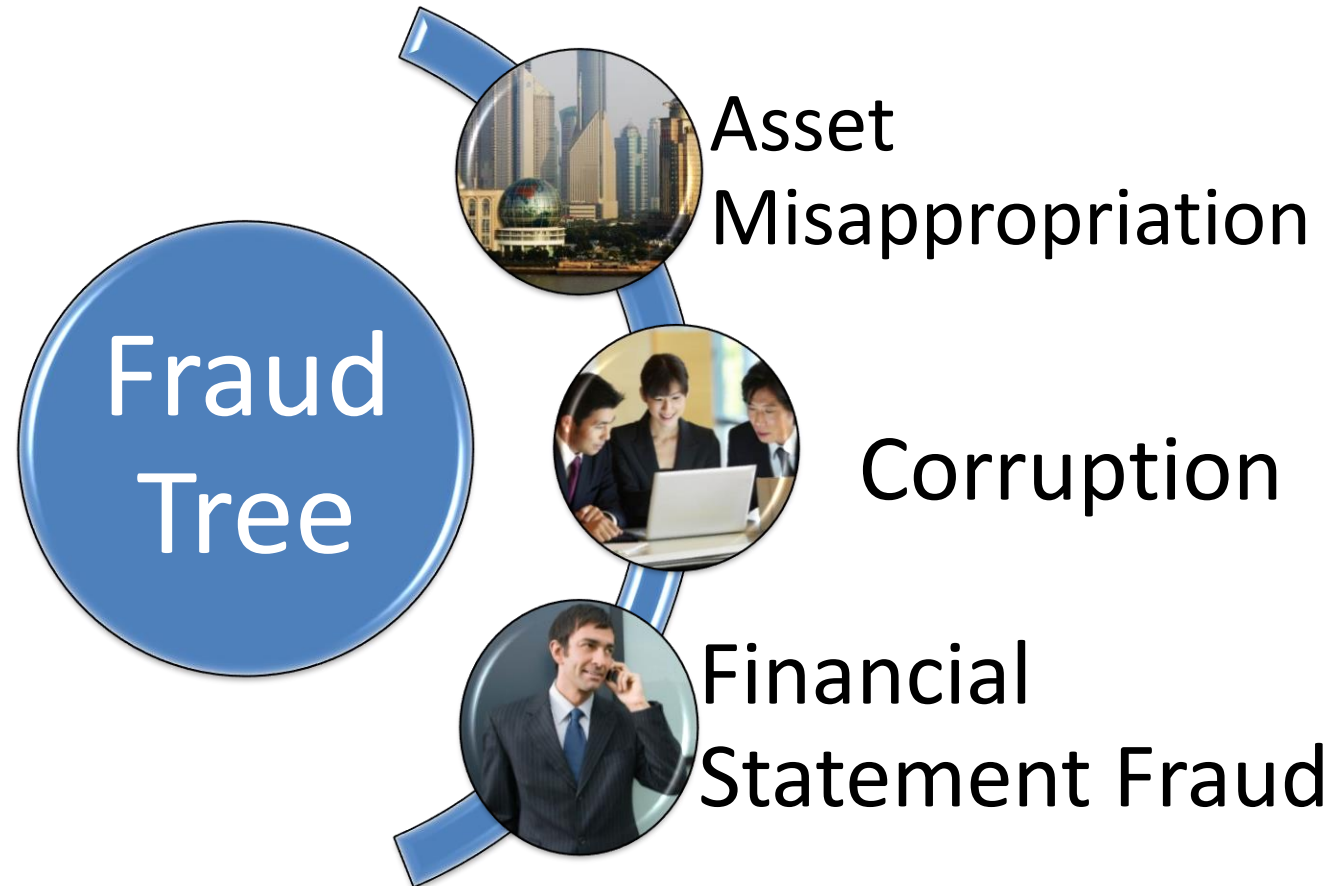 Fraud
Tree
Asset
Misappropriation
Corruption
Financial
Statement Fraud